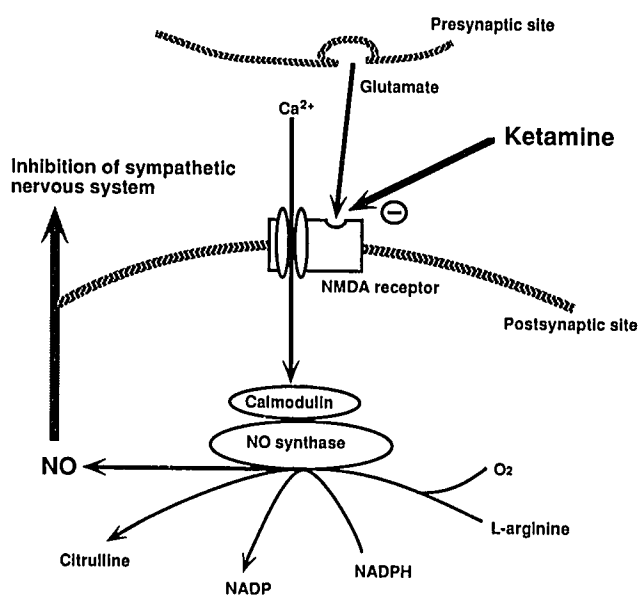 Presynaptic site
Glutamate
Ca²⁺
Ketamine
Inhibition of sympathetic
nervous system
NMDA receptor
Postsynaptic site
Calmodulin
NO synthase
NO
O₂
L-arginine
Citrulline
NADPH
NADP